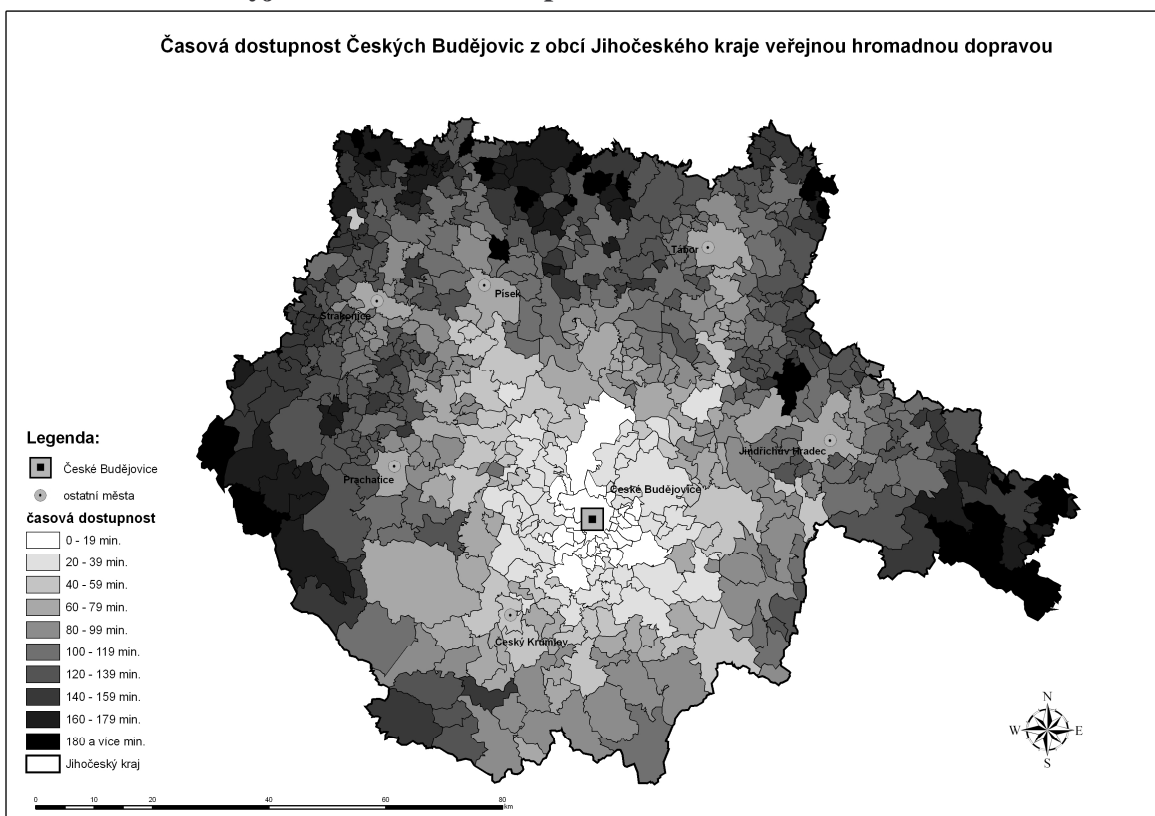 Časová dostupnost Českých Budějovic z obcí Jihočeského kraje veřejnou hromadnou dopravou
Tábor
Písek
Strakonice
Jindřichův Hradec
Prachatice
České Budějovice
Český Krumlov
Legenda:
České Budějovice
ostatní města
časová dostupnost
0 - 19 min.
20 - 39 min.
40 - 59 min.
60 - 79 min.
80 - 99 min.
100 - 119 min.
120 - 139 min.
140 - 159 min.
160 - 179 min.
180 a více min.
Jihočeský kraj
N
W E
S
0 10 20 40 60 80
km